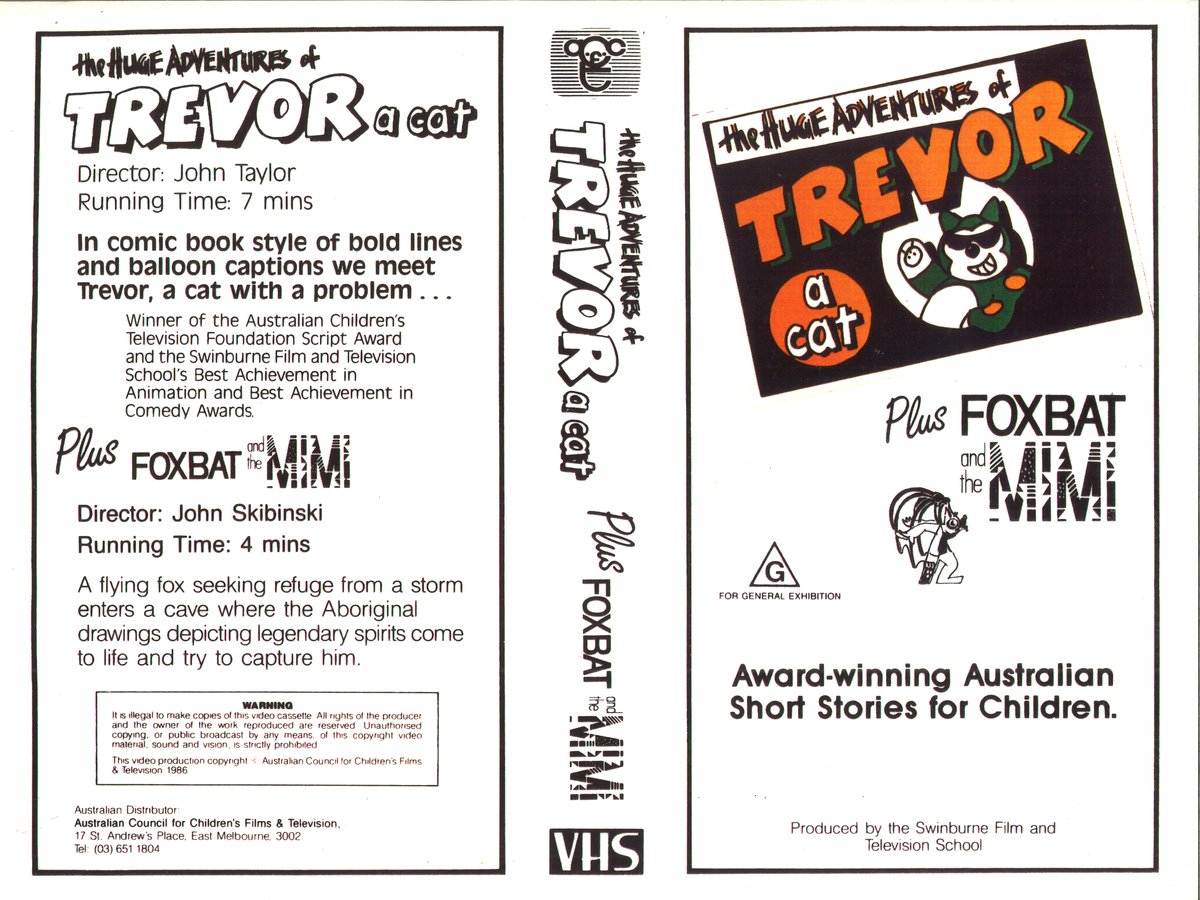 the HUGE ADVENTURES of
TREVOR a cat
Director: John Taylor
Running Time: 7 mins
In comic book style of bold lines
and balloon captions we meet
Trevor, a cat with a problem . . .
Winner of the Australian Children's
Television Foundation Script Award
and the Swinburne Film and Television
School's Best Achievement in
Animation and Best Achievement in
Comedy Awards.
Plus FOXBAT and the MIMI
Director: John Skibinski
Running Time: 4 mins
A flying fox seeking refuge from a storm
enters a cave where the Aboriginal
drawings depicting legendary spirits come
to life and try to capture him.
WARNING
It is illegal to make copies of this video cassette. All rights of the producer
and the owner of the work reproduced are reserved. Unauthorised
copying, or public broadcast by any means, of this copyright video
material, sound and vision, is strictly prohibited
This video production copyright Australian Council for Children's Films
& Television 1986
Australian Distributor:
Australian Council for Children's Films & Television,
17 St. Andrew's Place, East Melbourne, 3002.
Tel: (03) 651 1804
the HUGE ADVENTURES of
TREVOR a cat
Plus FOXBAT and the MIMI
VHS
the HUGE ADVENTURES of
TREVOR
a
cat
Plus FOXBAT
and the MIMI
G
FOR GENERAL EXHIBITION
Award-winning Australian
Short Stories for Children.
Produced by the Swinburne Film and
Television School